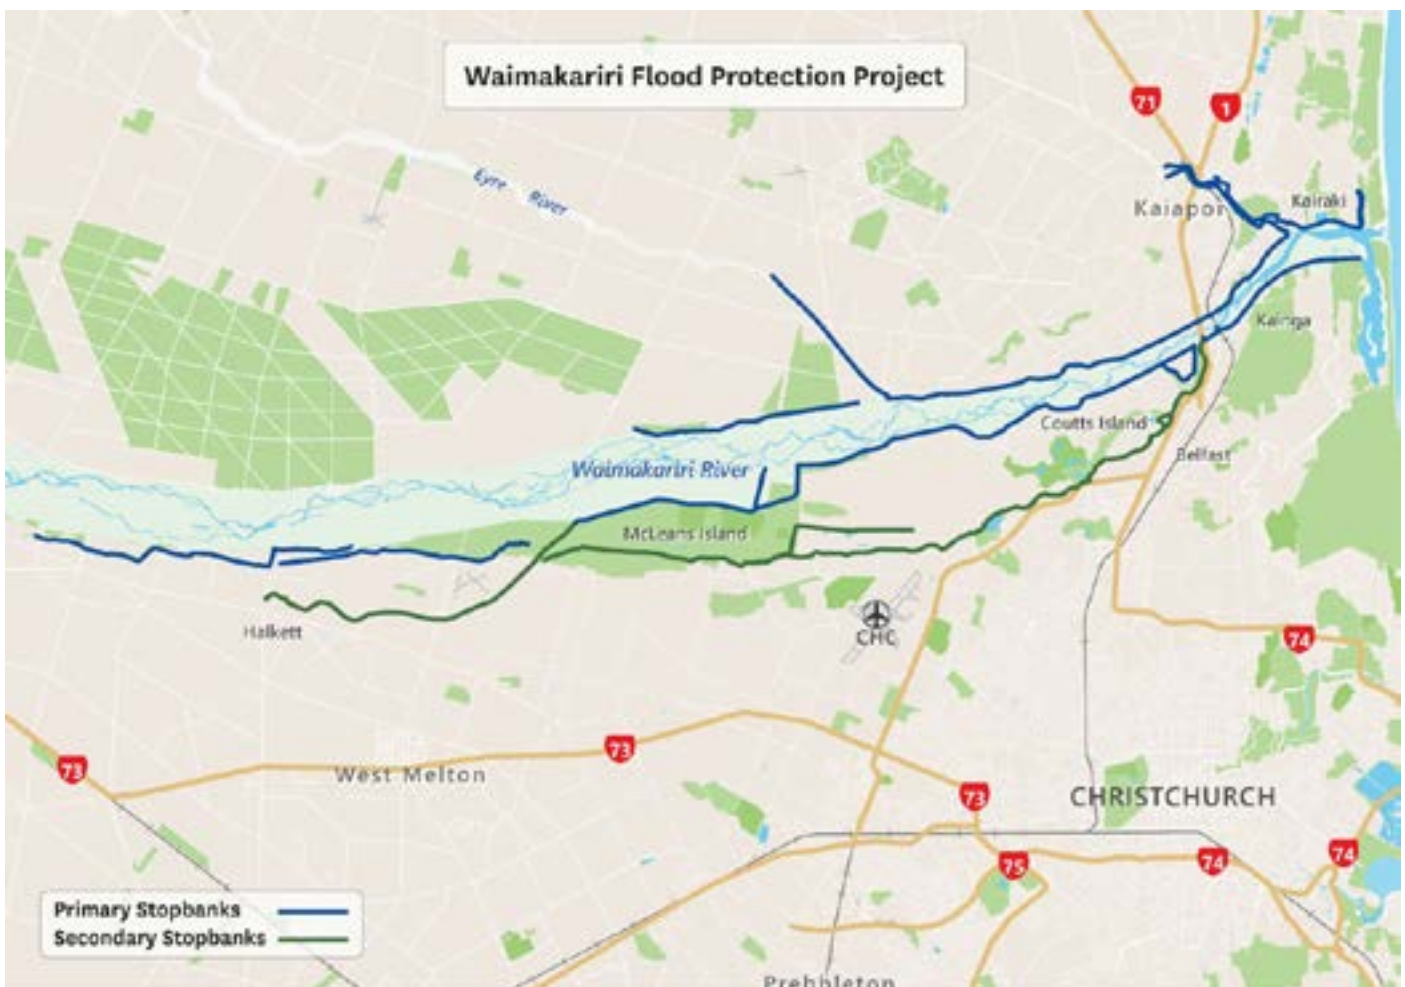 Waimakariri Flood Protection Project
71
1
Eyre River
Kaiapoi
Kairaki
Kainga
Coutts Island
Belfast
Waimakariri River
McLeans Island
Halkett
CHC
74
73
73
West Melton
73
CHRISTCHURCH
75
74
74
Primary Stopbanks
Secondary Stopbanks
Prebbleton